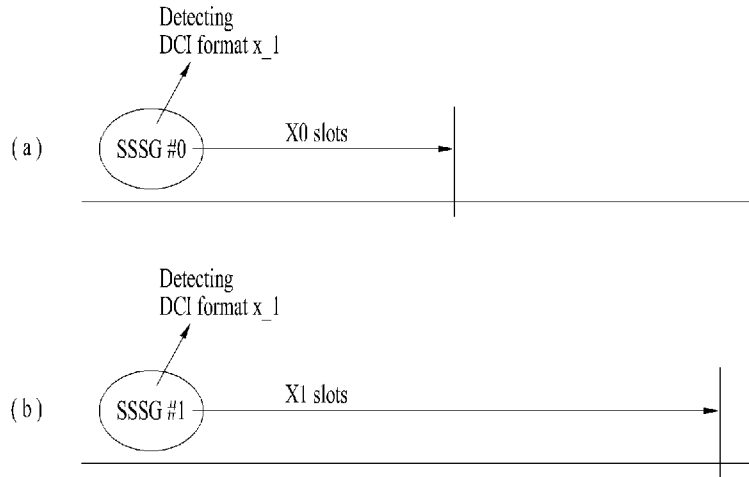 Detecting
DCI format x_1
(a)
SSSG #0
X0 slots
Detecting
DCI format x_1
(b)
SSSG #1
X1 slots